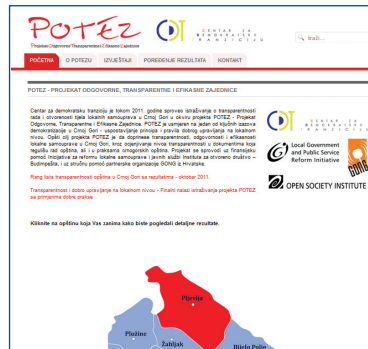 POTEZ
Projekat Odgovorne Transparentne i Efikasne Zajednice
CDT
CENTAR ZA
DEMOKRATSKU
TRANZICIJU
traži...
POČETNA
O POTEZU
IZVJEŠTAJI
POREĐENJE REZULTATA
KONTAKT
POTEZ - PROJEKAT ODGOVORNE, TRANSPARENTNE I EFIKASNE ZAJEDNICE
Centar za demokratsku tranziciju je tokom 2011. godine sproveo istraživanje o transparentnosti
rada i otvorenosti tijela lokalnih samouprava u Crnoj Gori u okviru projekta POTEZ - Projekat
Odgovorne, Transparentne i Efikasne Zajednice. POTEZ je usmjeren na jedan od ključnih izazova
demokratizacije u Crnoj Gori - uspostavljanje principa i pravila dobrog upravljanja na lokalnom
nivou. Opšti cilj projekta POTEZ je da doprinese transparentnosti, odgovornosti i efikasnosti
lokalne samouprave u Crnoj Gori, kroz ocjenjivanje nivoa transparentnosti u dokumentima koja
regulišu rad opština, ali i u praksama crnogorskih opština. Projekat se sprovodi uz finansijsku
pomoć Inicijative za reformu lokalne samouprave i javnih službi Instituta za otvoreno društvo –
Budimpešta, i uz stručnu pomoć partnerske organizacije GONG iz Hrvatske.
Rang lista transparentnosti opština u Crnoj Gori sa rezultatima - oktobar 2011.
Transparentnost i dobro upravljanje na lokalnom nivou - Finalni nalazi istraživanja projekta POTEZ
sa primjerima dobre prakse
Kliknite na opštinu koja Vas zanima kako biste pogledali detaljne rezultate.
CDT
CENTAR ZA
DEMOKRATSKU
TRANZICIJU
Local Government
and Public Service
Reform Initiative
GONG
OPEN SOCIETY INSTITUTE
Pljevlja
Plužine
Žabljak
Bijelo Polje